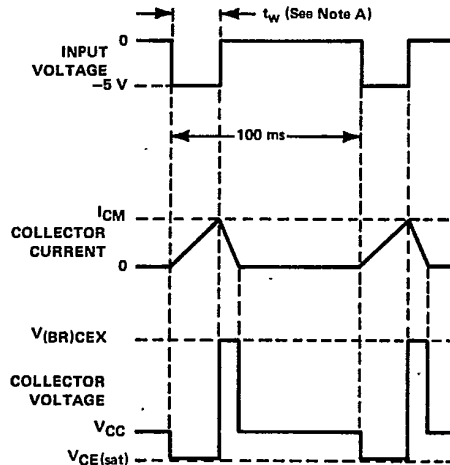 t_w (See Note A)
0
INPUT
VOLTAGE
−5 V
100 ms
I_CM
COLLECTOR
CURRENT
0
V_(BR)CEX
COLLECTOR
VOLTAGE
V_CC
V_CE(sat)